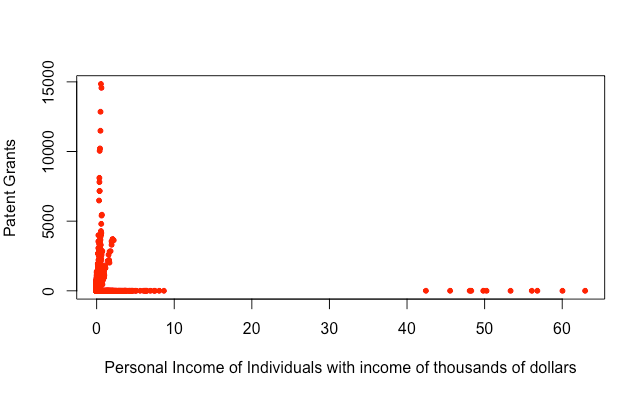 15000
10000
5000
0
Patent Grants
0 10 20 30 40 50 60
Personal Income of Individuals with income of thousands of dollars